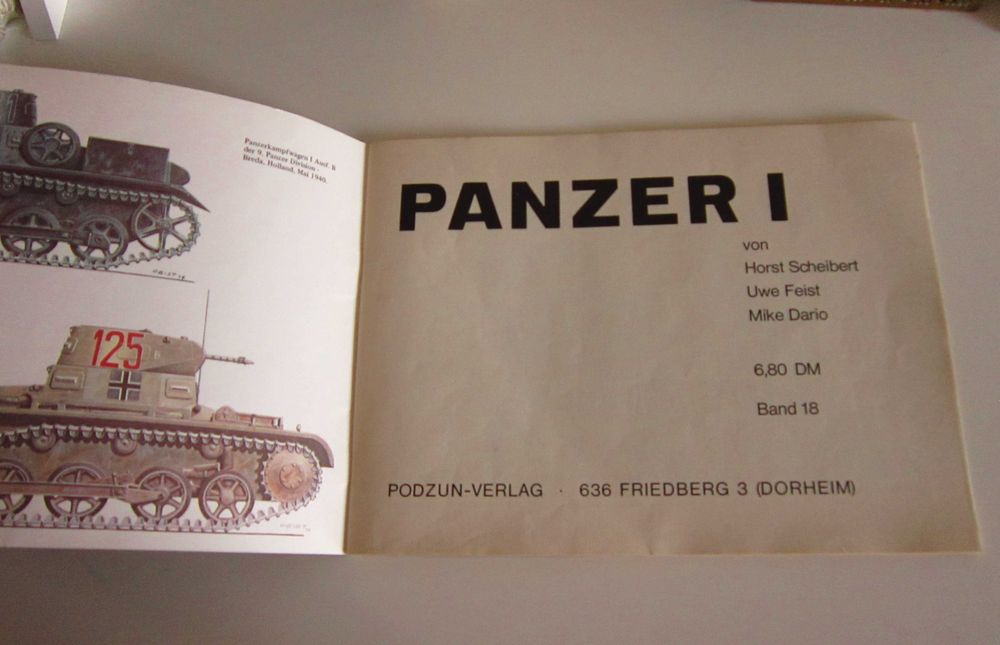 Panzerkampfwagen I Ausf. B
der 9. Panzer Division -
Breda, Holland, Mai 1940.
125
PANZER I
von
Horst Scheibert
Uwe Feist
Mike Dario
6,80 DM
Band 18
PODZUN-VERLAG · 636 FRIEDBERG 3 (DORHEIM)